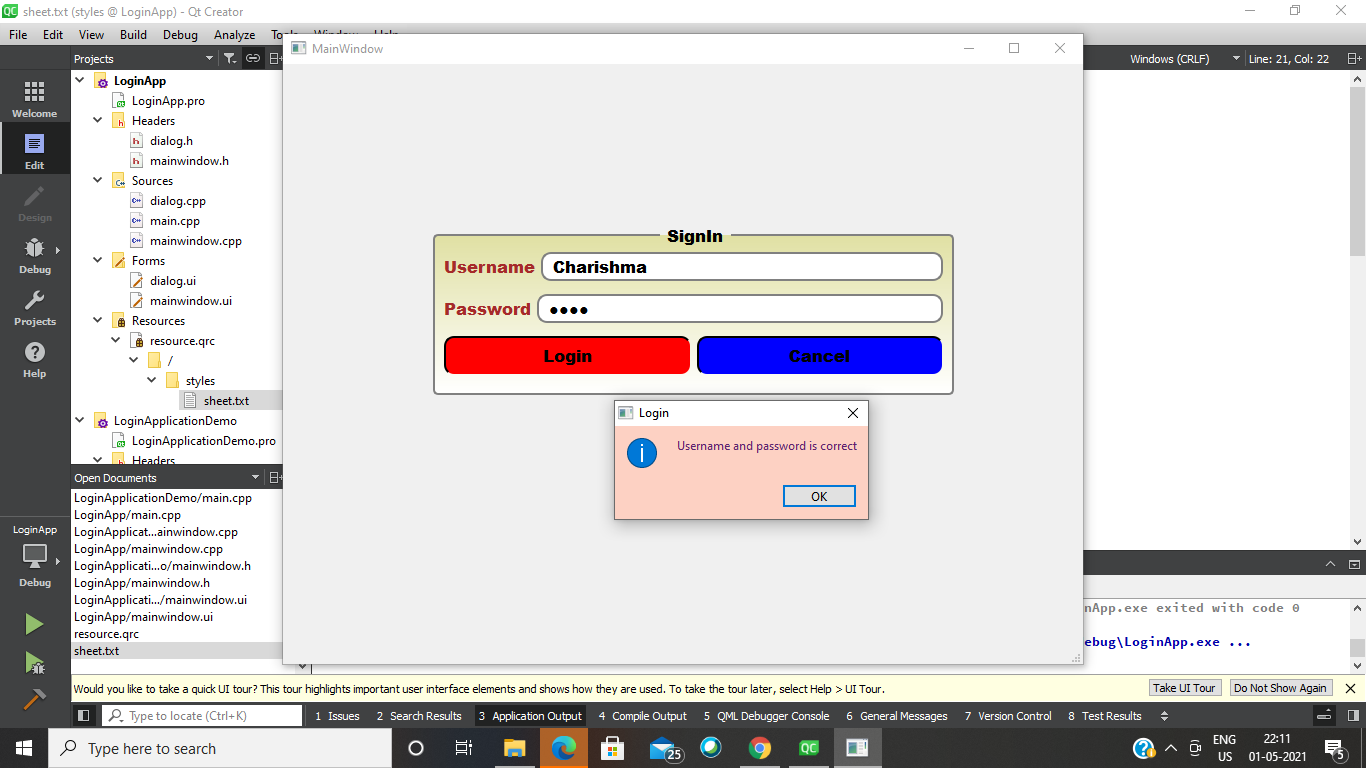 sheet.txt (styles @ LoginApp) - Qt Creator
File Edit View Build Debug Analyze
MainWindow
Projects
Windows (CRLF) Line: 21, Col: 22
Welcome
Edit
Design
Debug
Projects
Help
LoginApp
LoginApp.pro
Headers
dialog.h
mainwindow.h
Sources
dialog.cpp
main.cpp
mainwindow.cpp
Forms
dialog.ui
mainwindow.ui
Resources
resource.qrc
/
styles
sheet.txt
LoginApplicationDemo
LoginApplicationDemo.pro
Headers
SignIn
Username Charishma
Password ●●●●
Login Cancel
Login
Username and password is correct
OK
Open Documents
LoginApplicationDemo/main.cpp
LoginApp/main.cpp
LoginApplicat...ainwindow.cpp
LoginApp/mainwindow.cpp
LoginApplicati...o/mainwindow.h
LoginApp/mainwindow.h
LoginApplicati.../mainwindow.ui
LoginApp/mainwindow.ui
resource.qrc
sheet.txt
LoginApp
Debug
nApp.exe exited with code 0
ebug\LoginApp.exe ...
Would you like to take a quick UI tour? This tour highlights important user interface elements and shows how they are used. To take the tour later, select Help > UI Tour.
Take UI Tour Do Not Show Again
Type to locate (Ctrl+K) 1 Issues 2 Search Results 3 Application Output 4 Compile Output 5 QML Debugger Console 6 General Messages 7 Version Control 8 Test Results
Type here to search
25
QC
ENG
US
22:11
01-05-2021
5